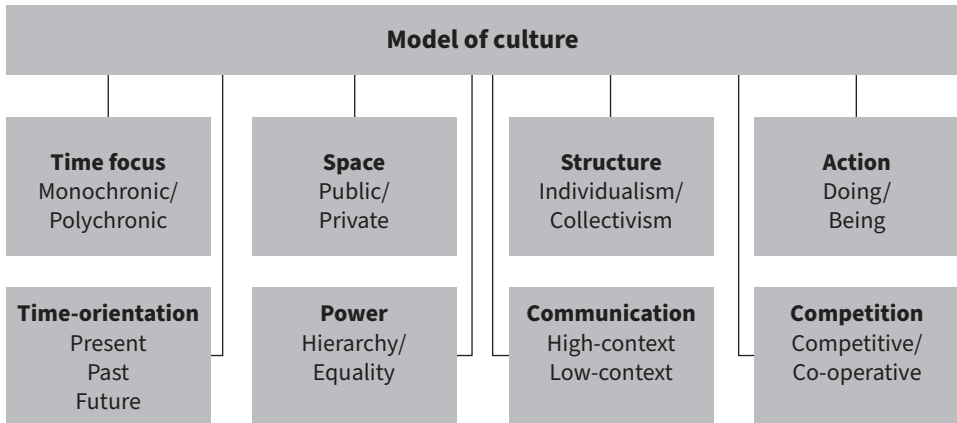 Model of culture
Time focus
Monochronic/
Polychronic
Space
Public/
Private
Structure
Individualism/
Collectivism
Action
Doing/
Being
Time-orientation
Present
Past
Future
Power
Hierarchy/
Equality
Communication
High-context
Low-context
Competition
Competitive/
Co-operative